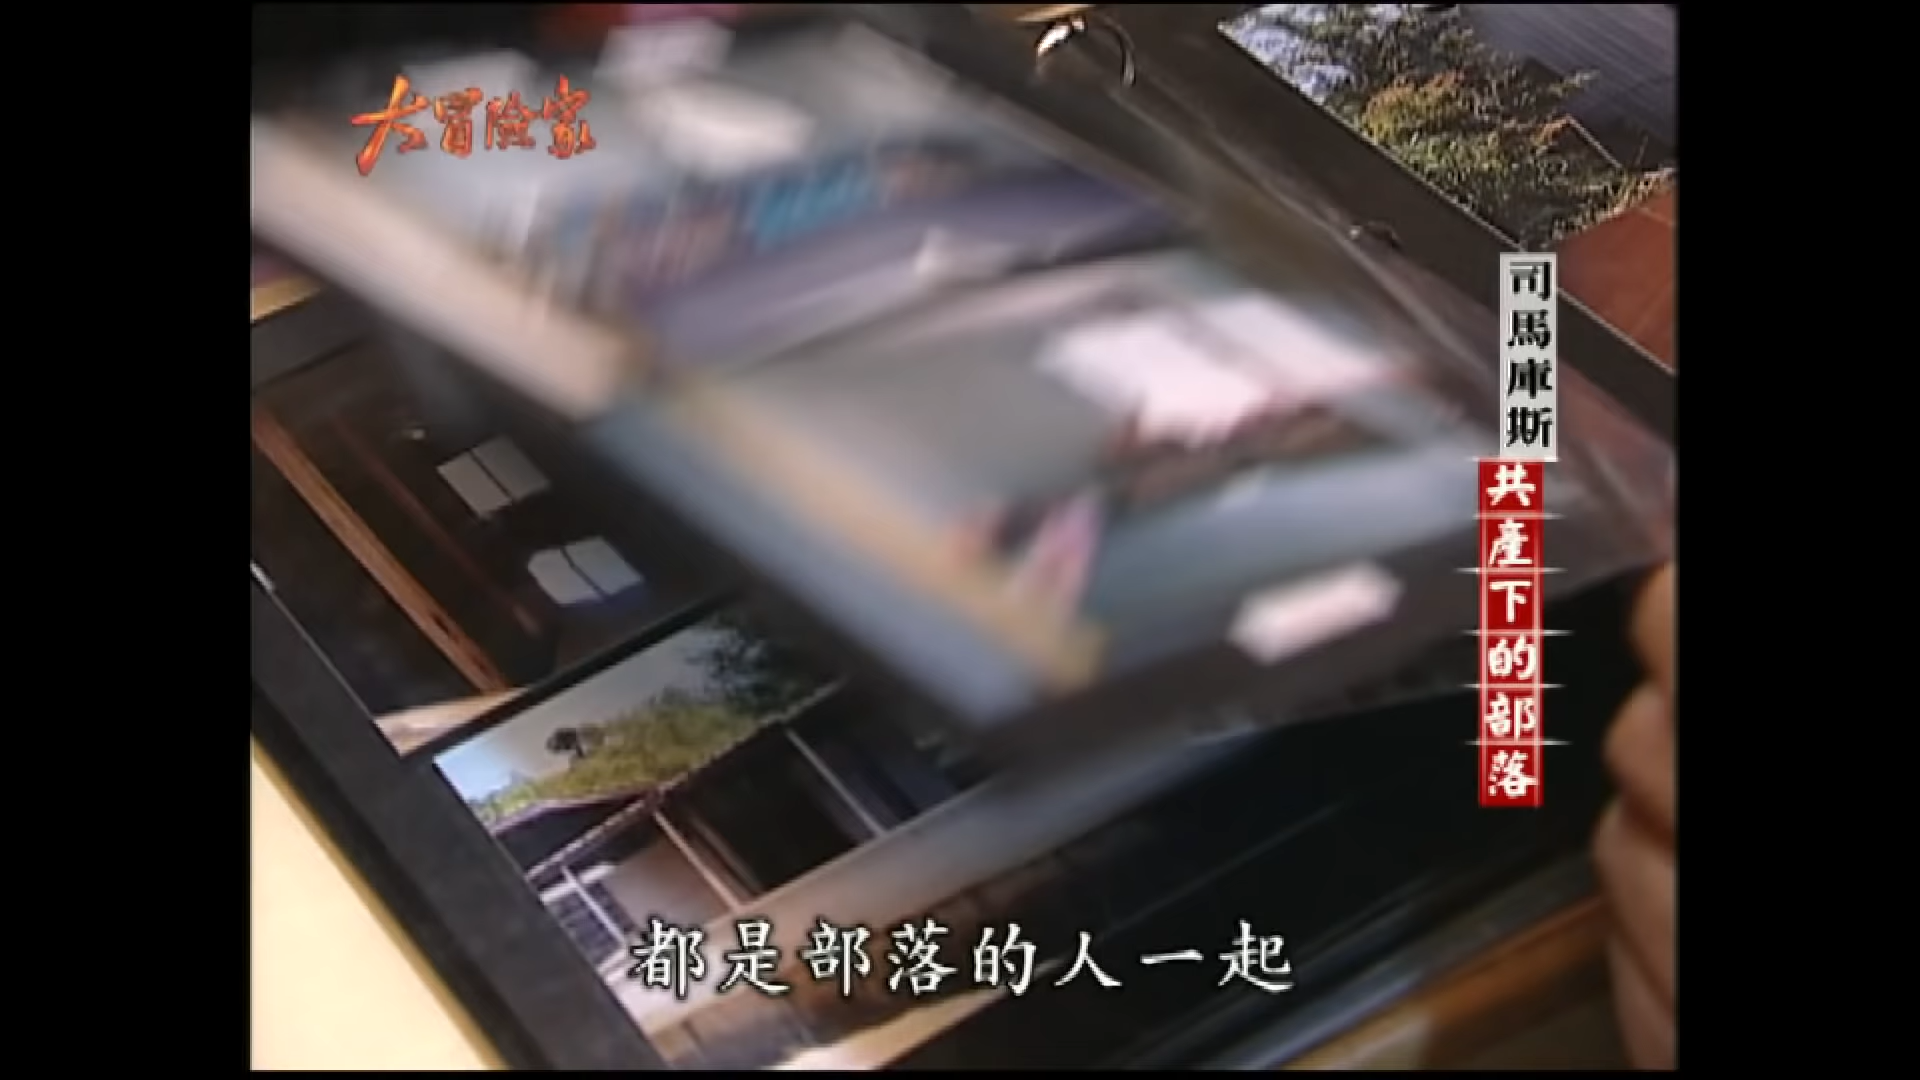 大冒險家
司馬庫斯
共產下的部落
都是部落的人一起